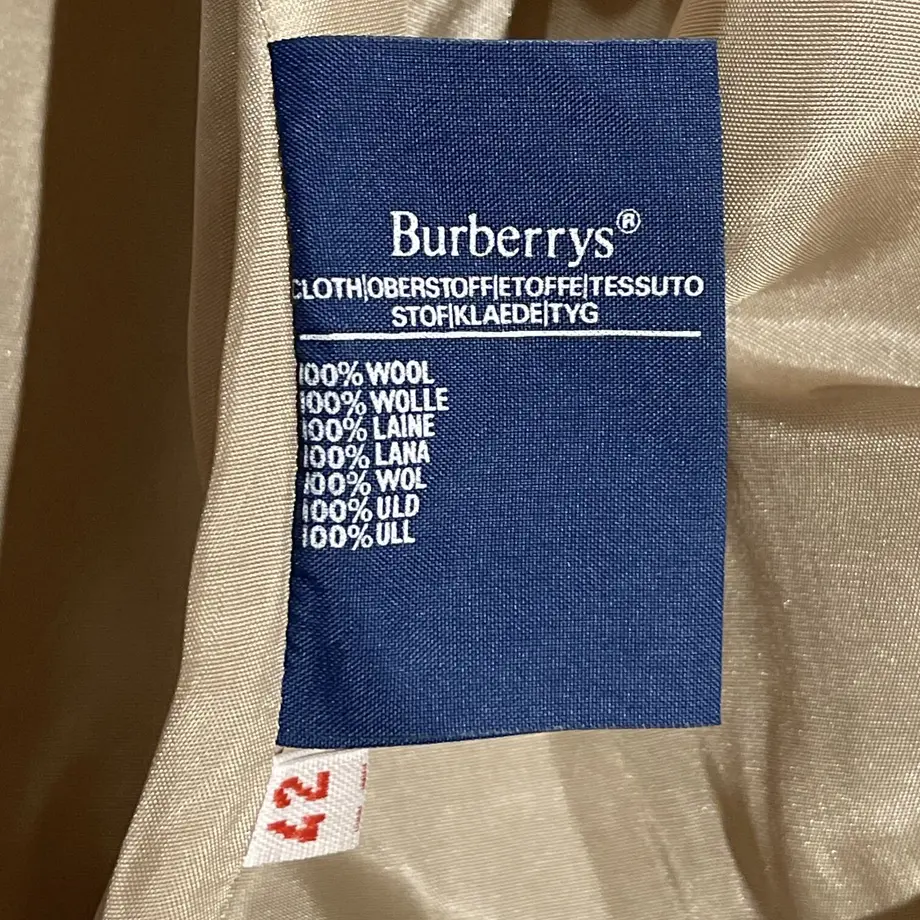 Burberrys®
CLOTH|OBERSTOFF|ETOFFE|TESSUTO
STOF|KLAEDE|TYG
100% WOOL
100% WOLLE
100% LAINE
100% LANA
100% WOL
100% ULD
100% ULL
42